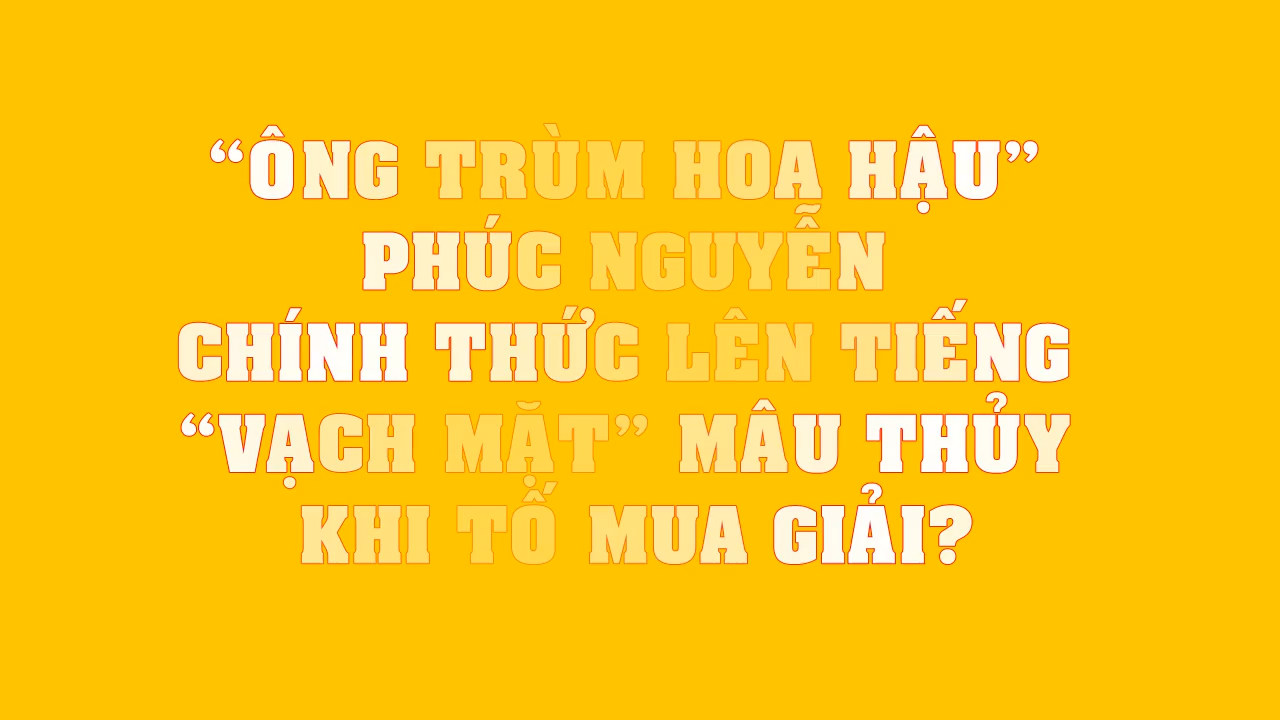 “ÔNG TRÙM HOA HẬU”
PHÚC NGUYỄN
CHÍNH THỨC LÊN TIẾNG
“VẠCH MẶT” MÂU THỦY
KHI TỐ MUA GIẢI?